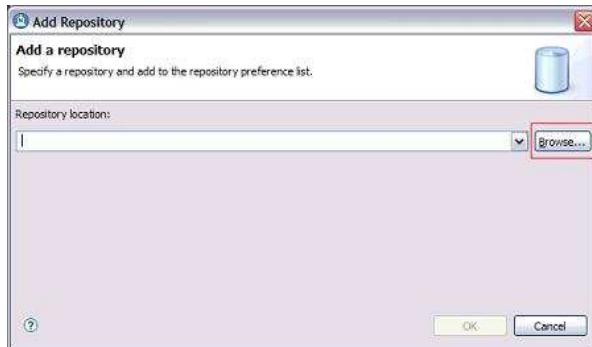 Add Repository
Add a repository
Specify a repository and add to the repository preference list.
Repository location:
Browse...
OK
Cancel